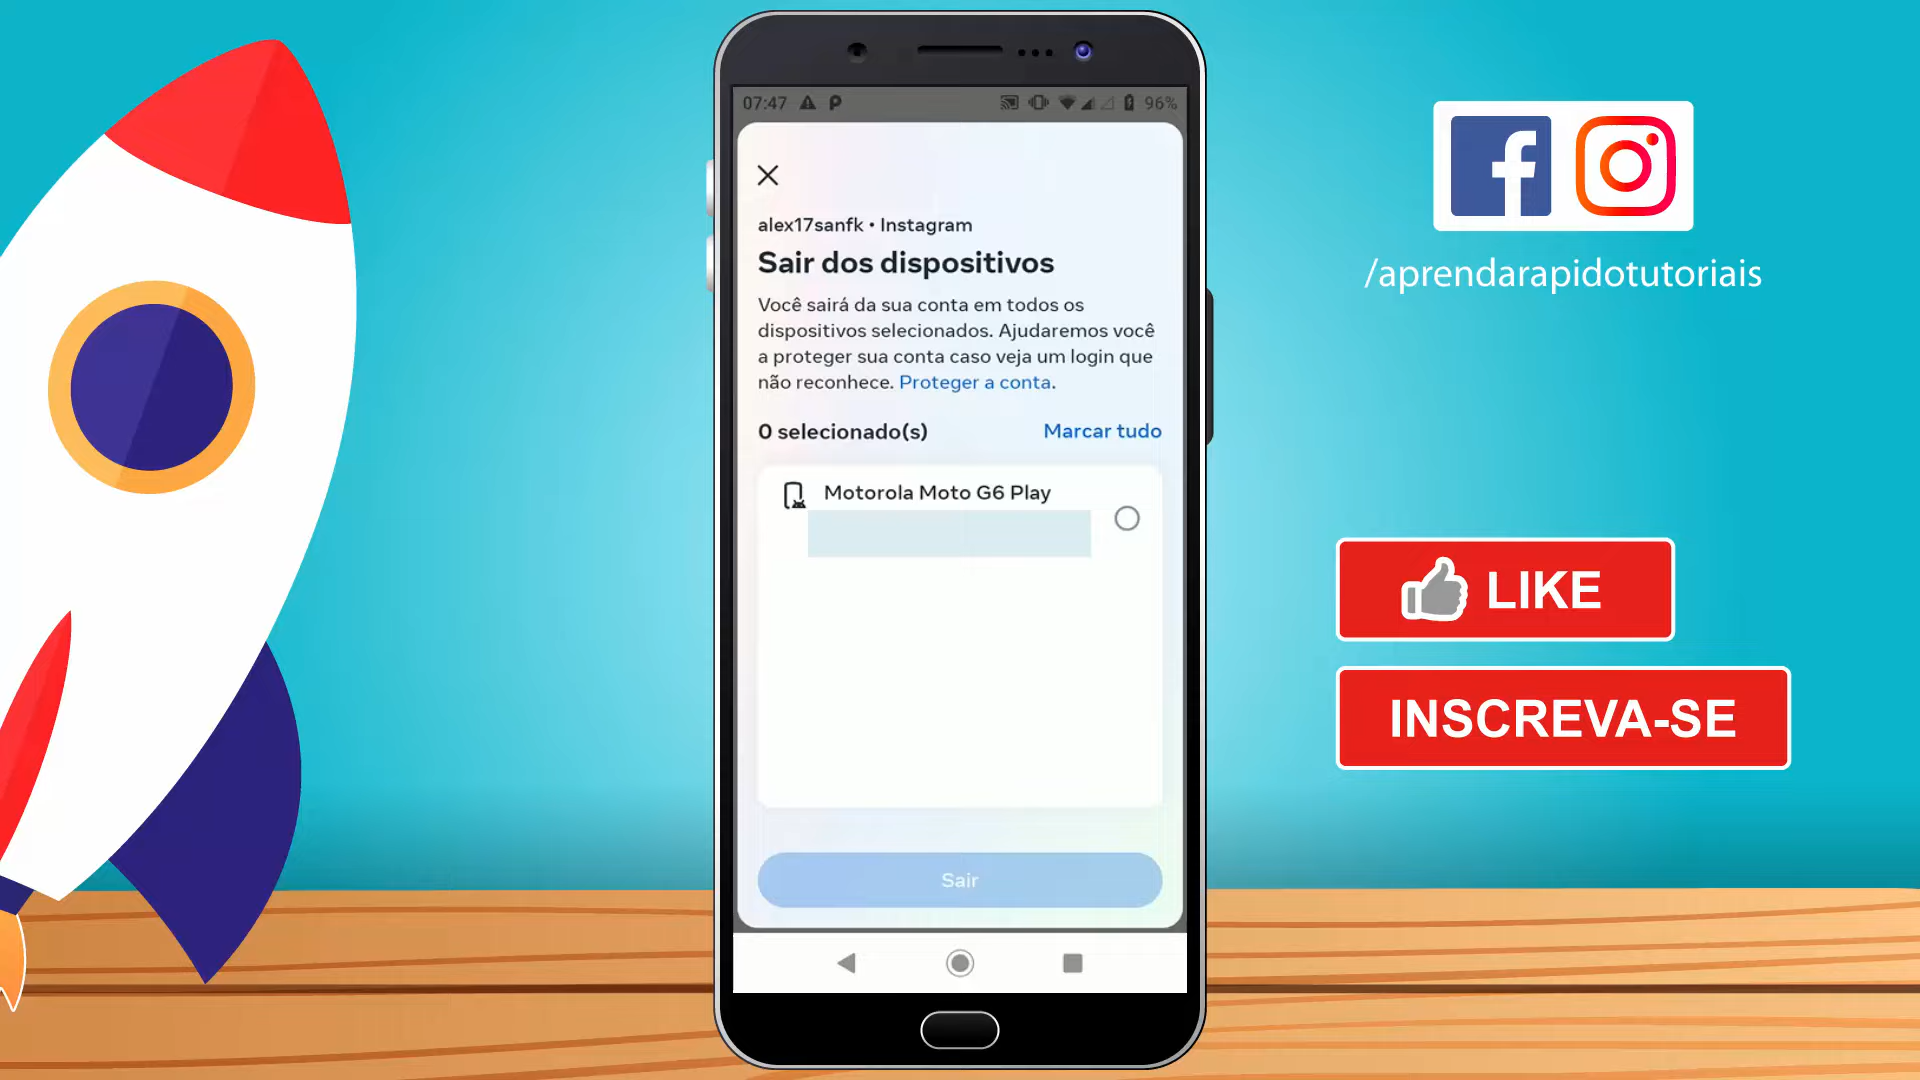 07:47
96%
alex17sanfk • Instagram
Sair dos dispositivos
Você sairá da sua conta em todos os
dispositivos selecionados. Ajudaremos você
a proteger sua conta caso veja um login que
não reconhece. Proteger a conta.
0 selecionado(s) Marcar tudo
Motorola Moto G6 Play
Sair
/aprendarapidotutoriais
LIKE
INSCREVA-SE